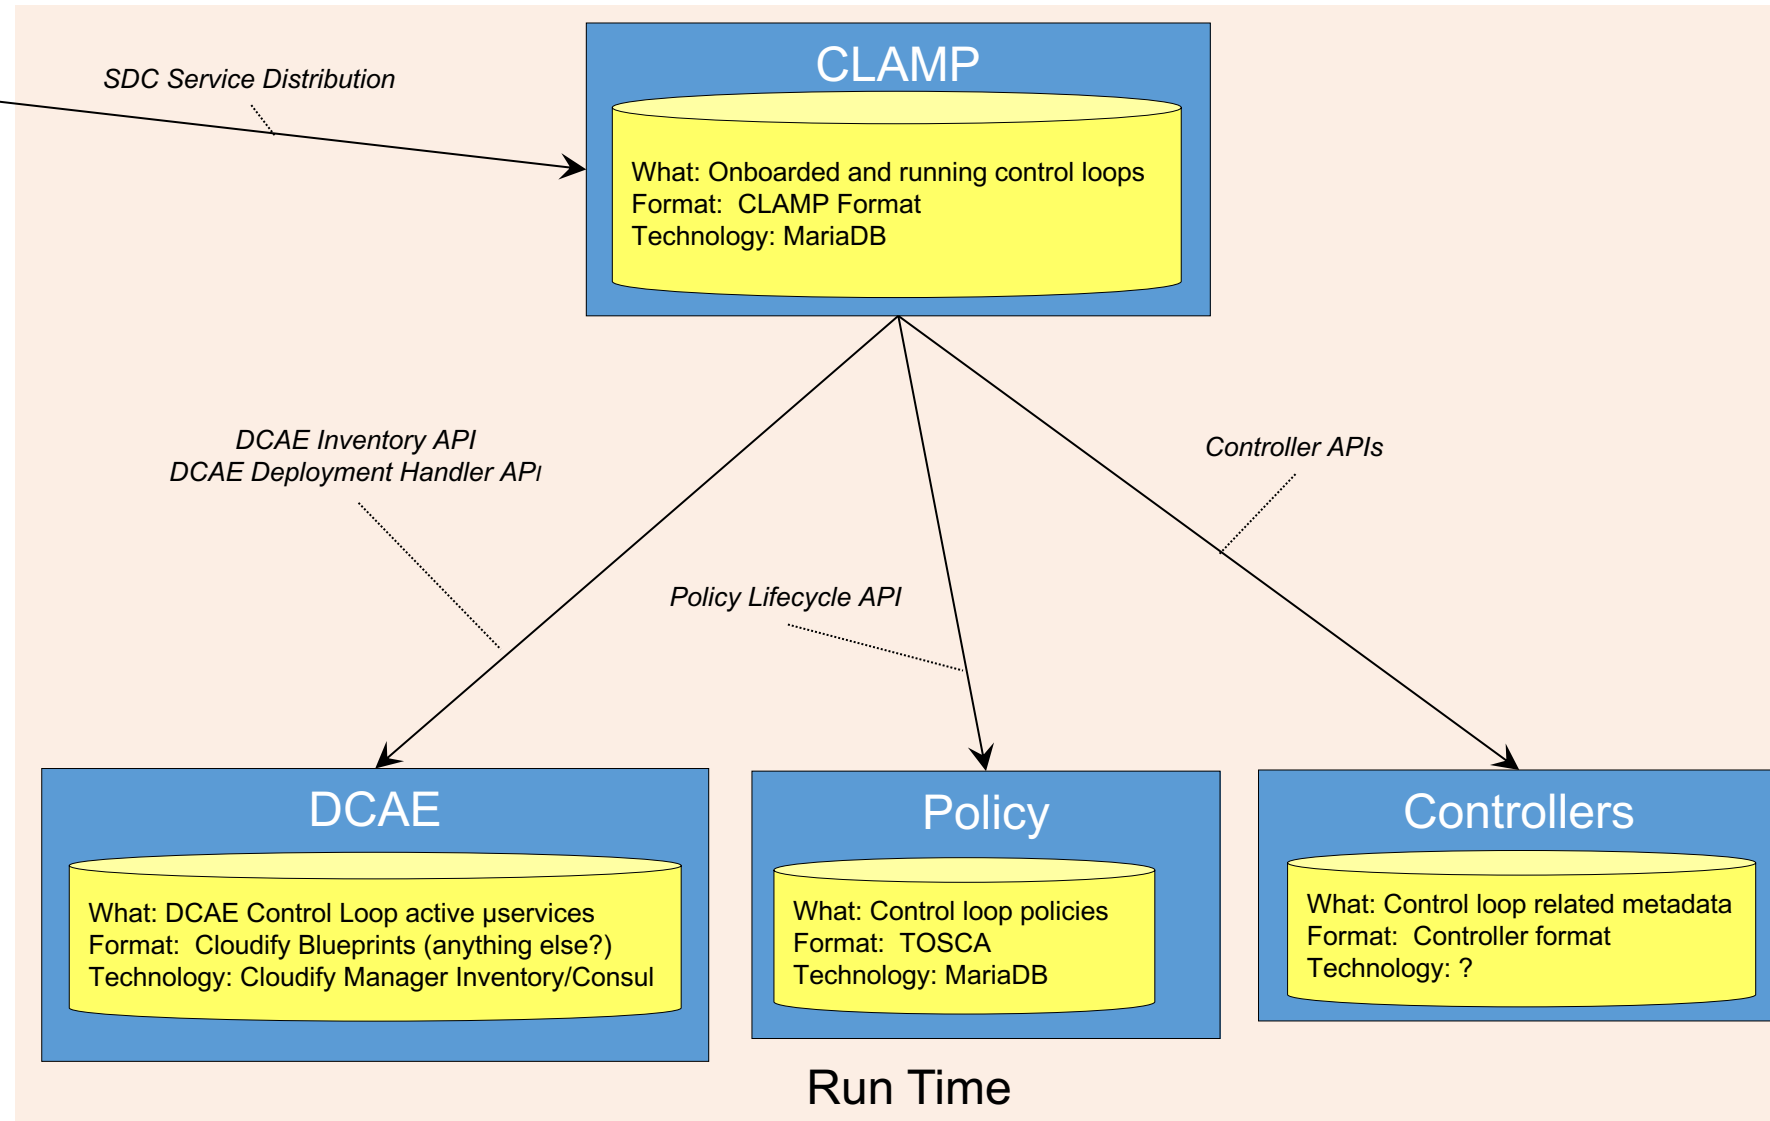 CLAMP
SDC Service Distribution
What: Onboarded and running control loops
Format:  CLAMP Format
Technology: MariaDB
DCAE Inventory API
DCAE Deployment Handler API
Controller APIs
Policy Lifecycle API
DCAE
What: DCAE Control Loop active μservices
Format:  Cloudify Blueprints (anything else?)
Technology: Cloudify Manager Inventory/Consul
Policy
What: Control loop policies
Format:  TOSCA
Technology: MariaDB
Controllers
What: Control loop related metadata
Format:  Controller format
Technology: ?
Run Time